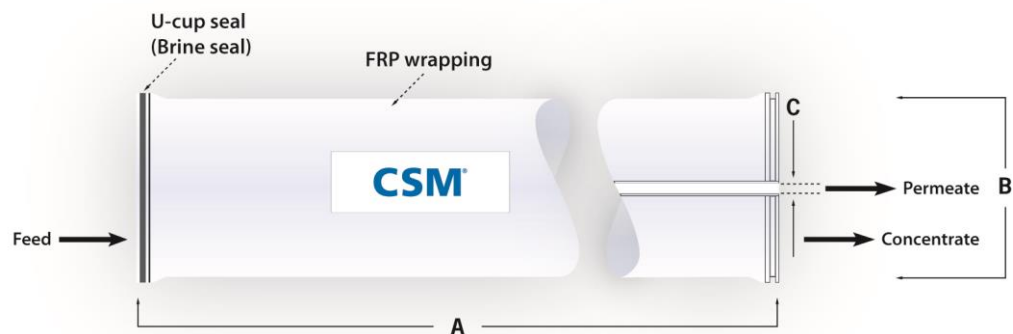 U-cup seal
(Brine seal)
FRP wrapping
C
CSM®
Permeate
B
Feed
Concentrate
A